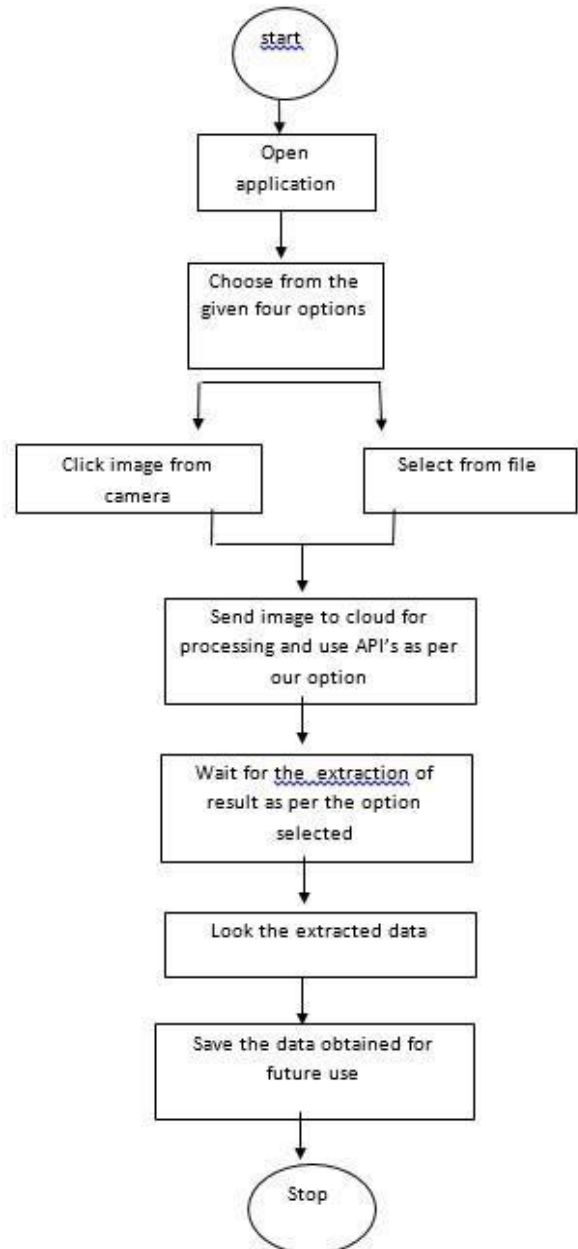 start
Open
application
Choose from the
given four options
Click image from
camera
Select from file
Send image to cloud for
processing and use API's as per
our option
Wait for the extraction of
result as per the option
selected
Look the extracted data
Save the data obtained for
future use
Stop